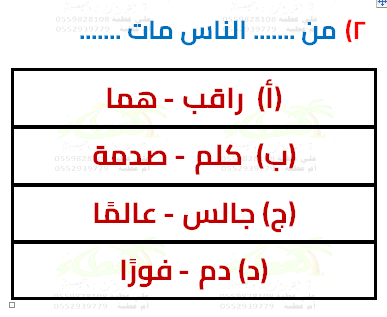 ٢) من ....... الناس مات .......
(أ) راقب - هما
(ب) كلم - صدمة
(ج) جالس - عالمًا
(د) دم - فورًا